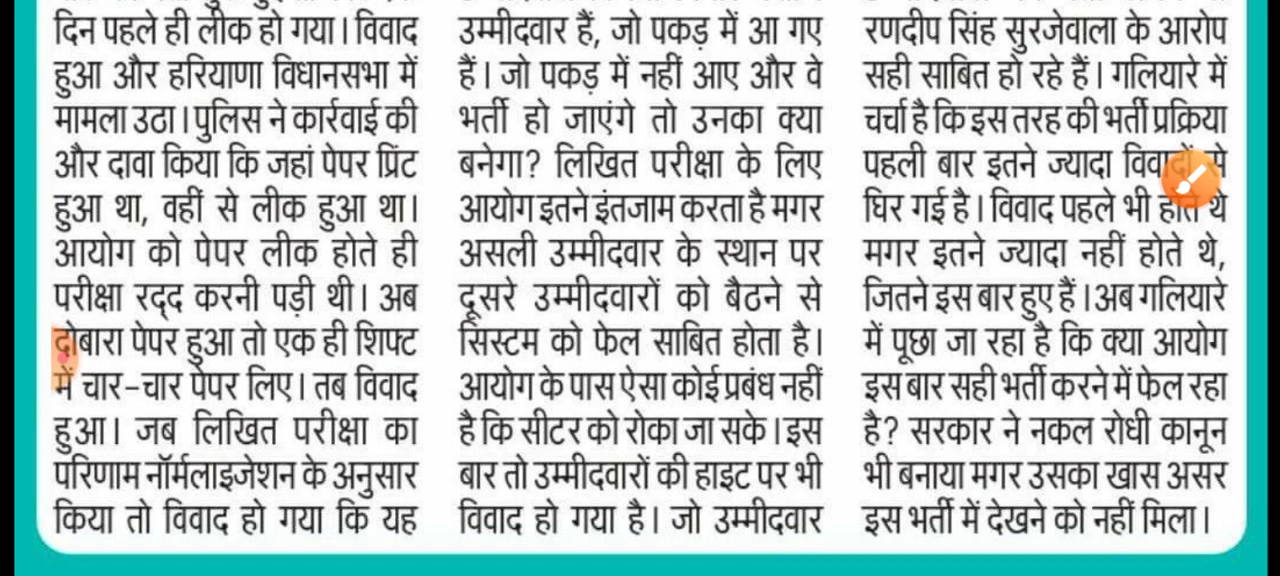 दिन पहले ही लीक हो गया। विवाद
हुआ और हरियाणा विधानसभा में
मामला उठा। पुलिस ने कार्रवाई की
और दावा किया कि जहां पेपर प्रिंट
हुआ था, वहीं से लीक हुआ था।
आयोग को पेपर लीक होते ही
परीक्षा रद्द करनी पड़ी थी। अब
दोबारा पेपर हुआ तो एक ही शिफ्ट
में चार-चार पेपर लिए। तब विवाद
हुआ। जब लिखित परीक्षा का
परिणाम नॉर्मलाइजेशन के अनुसार
किया तो विवाद हो गया कि यह
उम्मीदवार हैं, जो पकड़ में आ गए
हैं। जो पकड़ में नहीं आए और वे
भर्ती हो जाएंगे तो उनका क्या
बनेगा? लिखित परीक्षा के लिए
आयोग इतने इंतजाम करता है मगर
असली उम्मीदवार के स्थान पर
दूसरे उम्मीदवारों को बैठने से
सिस्टम को फेल साबित होता है।
आयोग के पास ऐसा कोई प्रबंध नहीं
है कि सीटर को रोका जा सके। इस
बार तो उम्मीदवारों की हाइट पर भी
विवाद हो गया है। जो उम्मीदवार
रणदीप सिंह सुरजेवाला के आरोप
सही साबित हो रहे हैं। गलियारे में
चर्चा है कि इस तरह की भर्ती प्रक्रिया
पहली बार इतने ज्यादा विवादों से
घिर गई है। विवाद पहले भी होते थे
मगर इतने ज्यादा नहीं होते थे,
जितने इस बार हुए हैं। अब गलियारे
में पूछा जा रहा है कि क्या आयोग
इस बार सही भर्ती करने में फेल रहा
है? सरकार ने नकल रोधी कानून
भी बनाया मगर उसका खास असर
इस भर्ती में देखने को नहीं मिला।